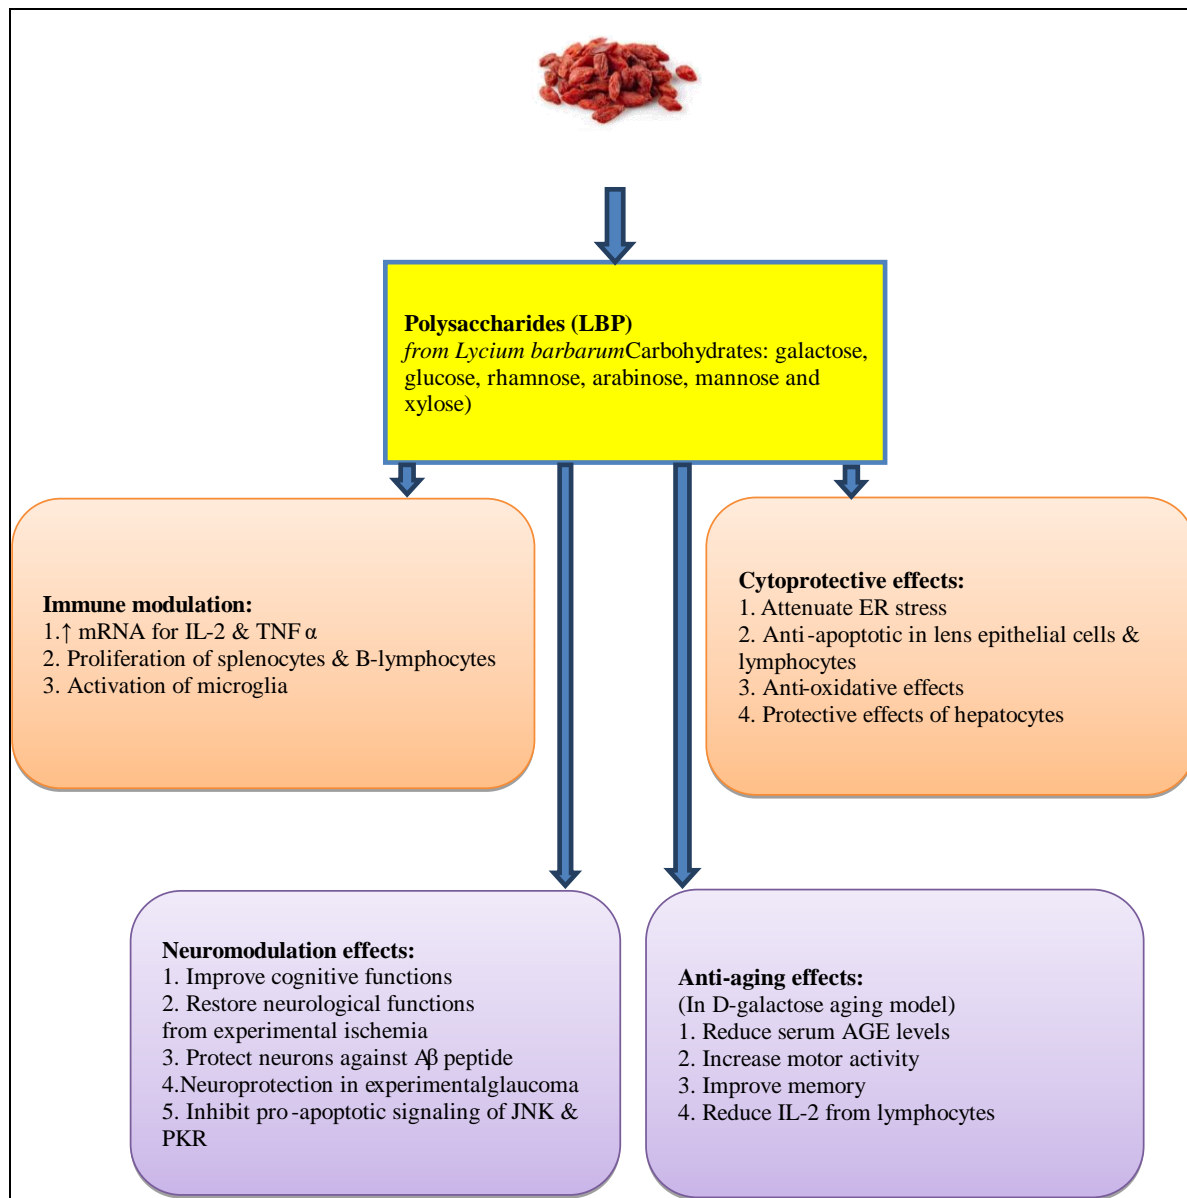 Polysaccharides (LBP)
from Lycium barbarumCarbohydrates: galactose,
glucose, rhamnose, arabinose, mannose and
xylose)
Immune modulation:
1.↑ mRNA for IL-2 & TNF α
2. Proliferation of splenocytes & B-lymphocytes
3. Activation of microglia
Cytoprotective effects:
1. Attenuate ER stress
2. Anti-apoptotic in lens epithelial cells &
lymphocytes
3. Anti-oxidative effects
4. Protective effects of hepatocytes
Neuromodulation effects:
1. Improve cognitive functions
2. Restore neurological functions
from experimental ischemia
3. Protect neurons against Aβ peptide
4.Neuroprotection in experimentalglaucoma
5. Inhibit pro-apoptotic signaling of JNK &
PKR
Anti-aging effects:
(In D-galactose aging model)
1. Reduce serum AGE levels
2. Increase motor activity
3. Improve memory
4. Reduce IL-2 from lymphocytes